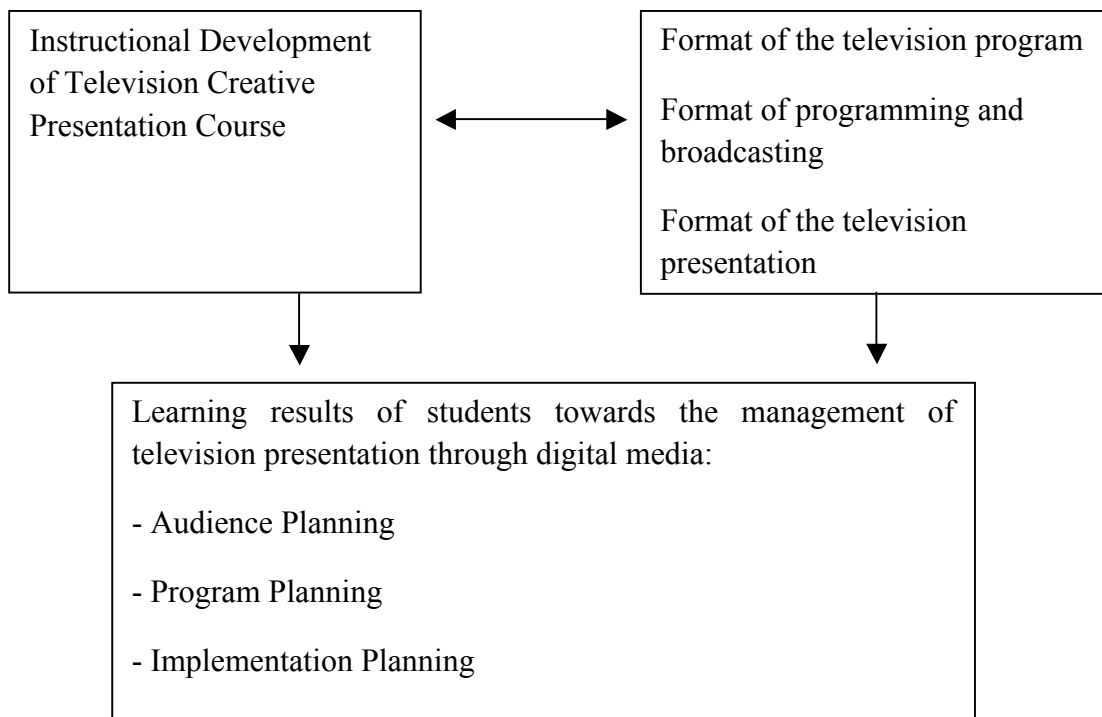 Instructional Development
of Television Creative
Presentation Course
Format of the television program
Format of programming and
broadcasting
Format of the television
presentation
Learning results of students towards the management of
television presentation through digital media:
- Audience Planning
- Program Planning
- Implementation Planning